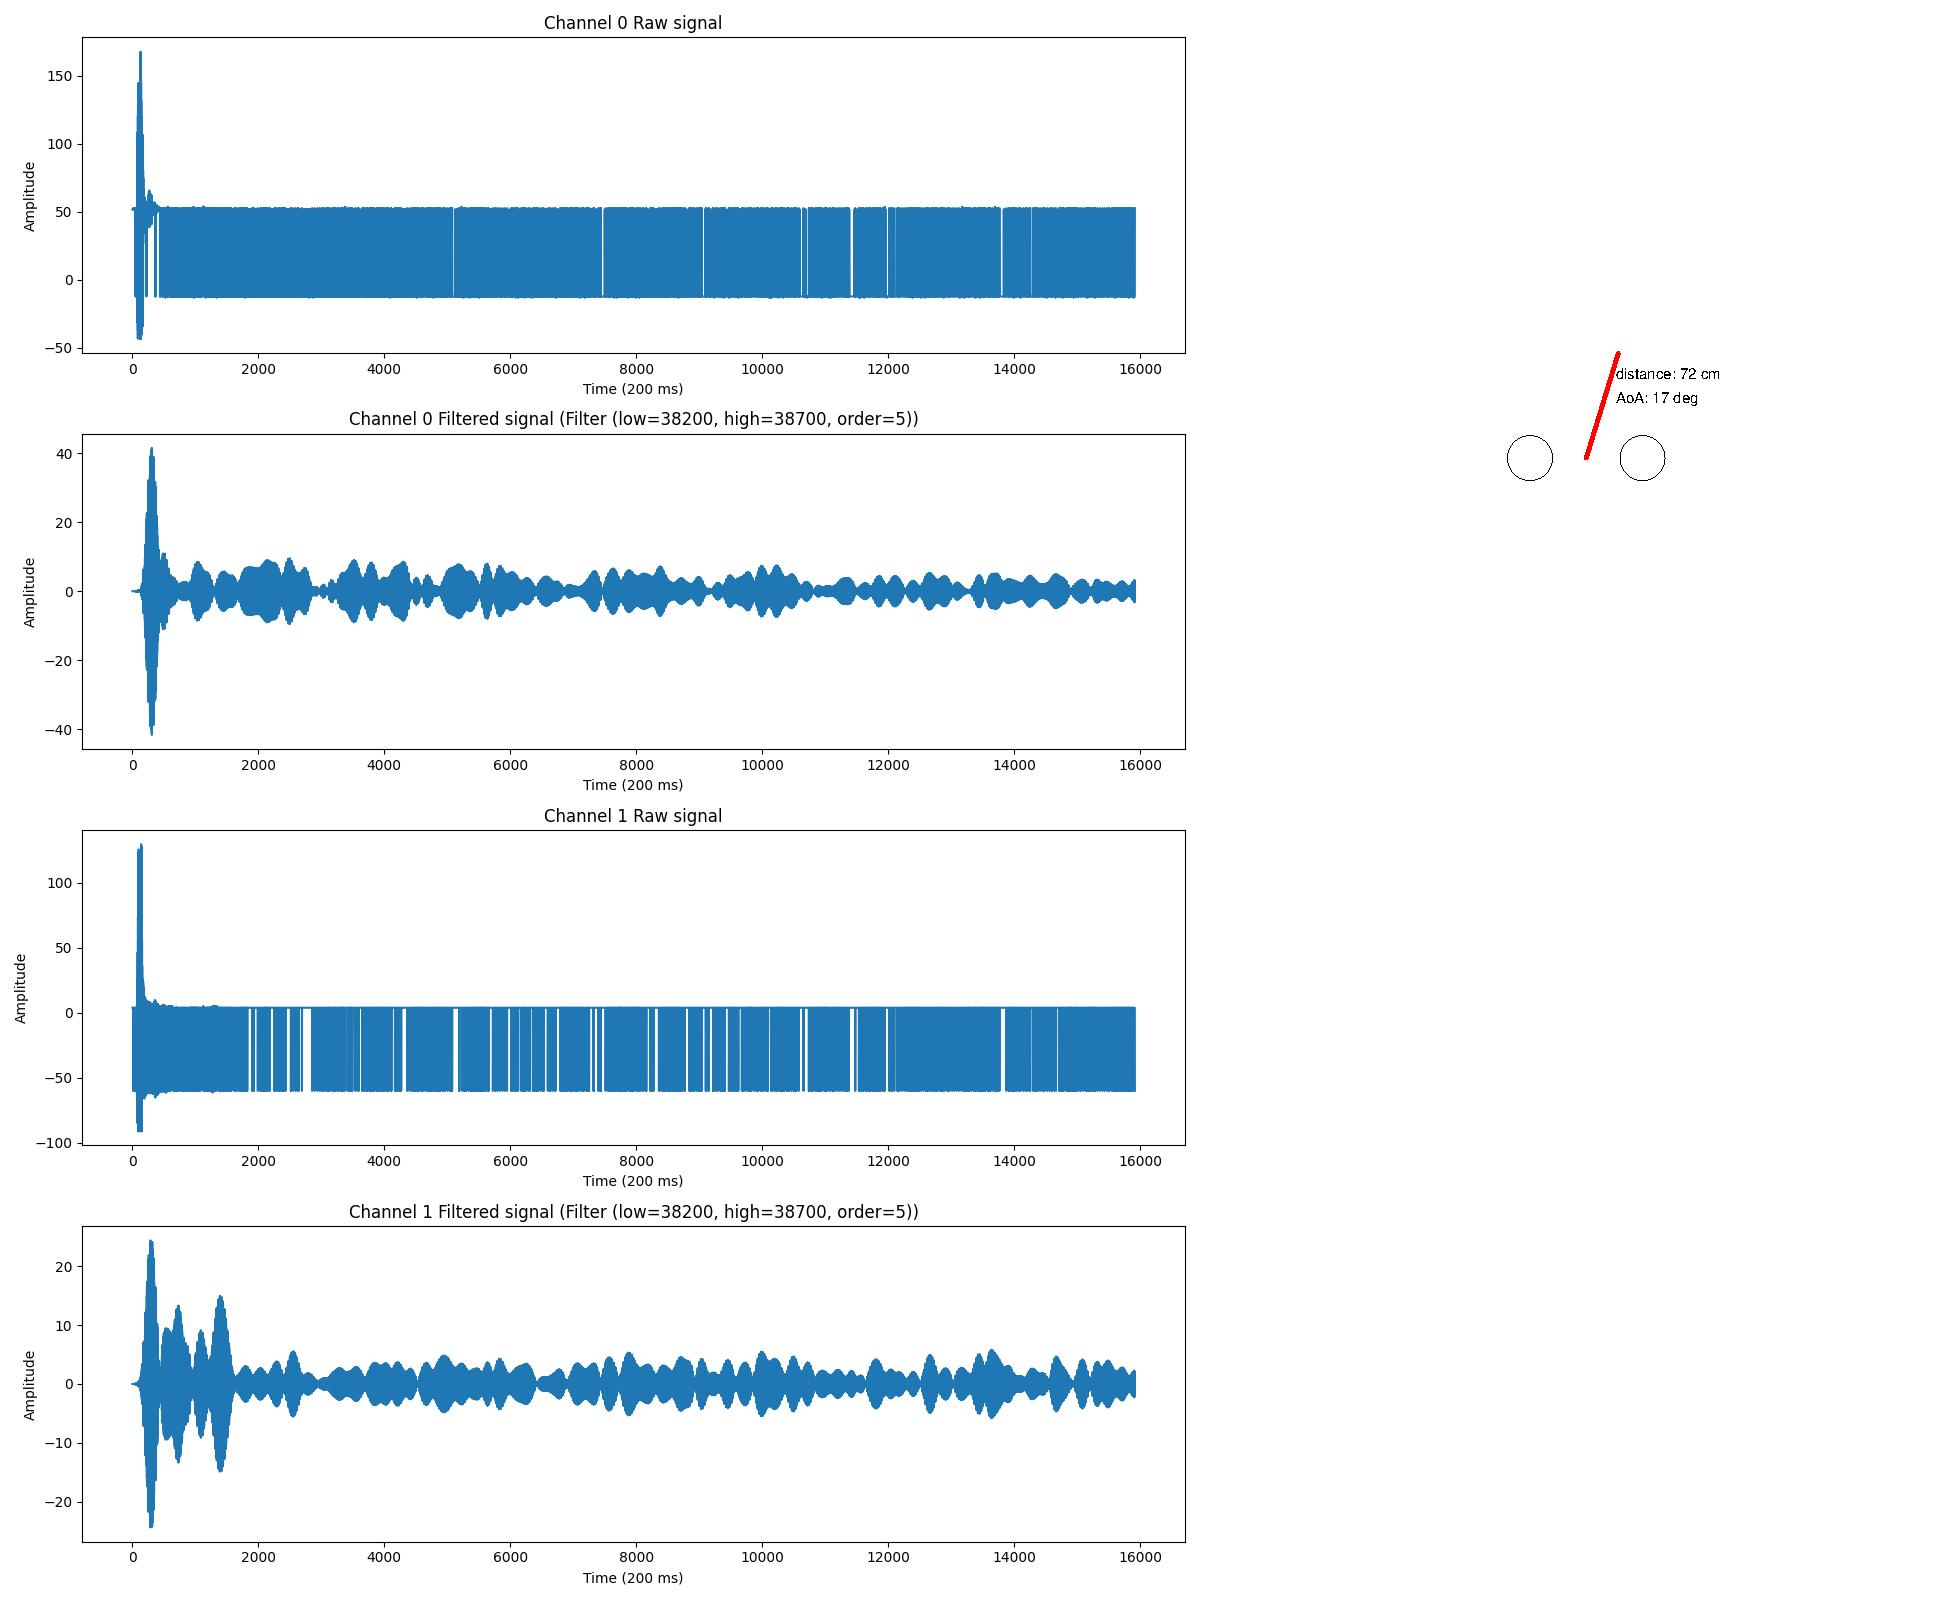 Channel 0 Raw signal
150
100
50
0
−50
Amplitude
0 2000 4000 6000 8000 10000 12000 14000 16000
Time (200 ms)
Channel 0 Filtered signal (Filter (low=38200, high=38700, order=5))
40
20
0
−20
−40
Amplitude
0 2000 4000 6000 8000 10000 12000 14000 16000
Time (200 ms)
Channel 1 Raw signal
100
50
0
−50
−100
Amplitude
0 2000 4000 6000 8000 10000 12000 14000 16000
Time (200 ms)
Channel 1 Filtered signal (Filter (low=38200, high=38700, order=5))
20
10
0
−10
−20
Amplitude
0 2000 4000 6000 8000 10000 12000 14000 16000
Time (200 ms)
distance: 72 cm
AoA: 17 deg